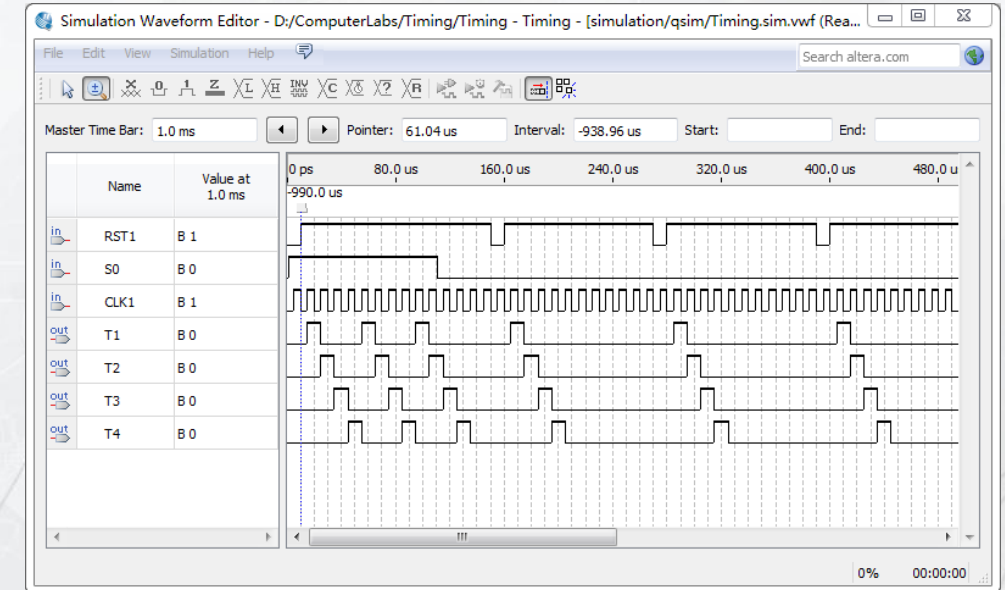 Simulation Waveform Editor - D:/ComputerLabs/Timing/Timing - Timing - [simulation/qsim/Timing.sim.vwf (Rea...
File Edit View Simulation Help
Search altera.com
Master Time Bar: 1.0 ms Pointer: 61.04 us Interval: -938.96 us Start: End:
Name Value at 1.0 ms
0 ps 80.0 us 160.0 us 240.0 us 320.0 us 400.0 us 480.0 u
-990.0 us
in RST1 B 1
in S0 B 0
in CLK1 B 1
out T1 B 0
out T2 B 0
out T3 B 0
out T4 B 0
0% 00:00:00